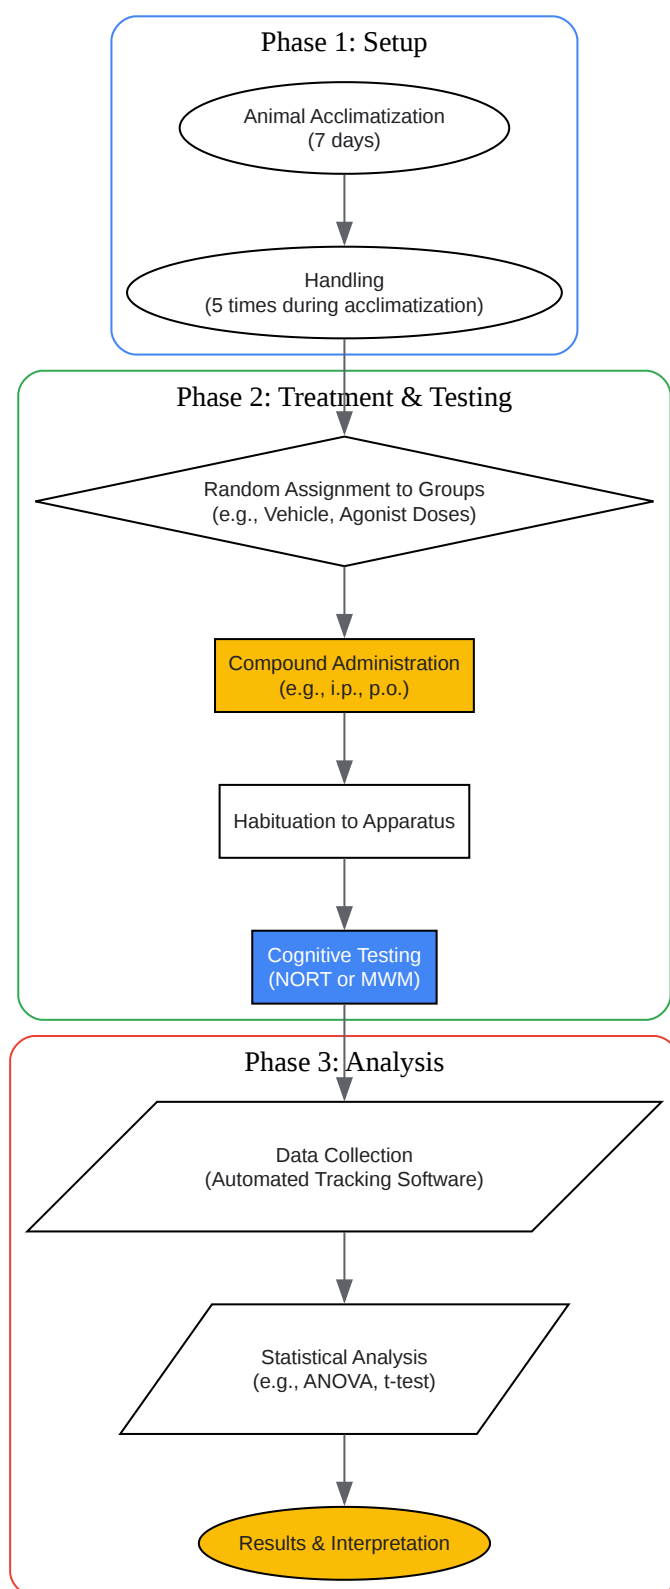 Phase 1: Setup
Animal Acclimatization
(7 days)
Handling
(5 times during acclimatization)
Phase 2: Treatment & Testing
Random Assignment to Groups
(e.g., Vehicle, Agonist Doses)
Compound Administration
(e.g., i.p., p.o.)
Habituation to Apparatus
Cognitive Testing
(NORT or MWM)
Phase 3: Analysis
Data Collection
(Automated Tracking Software)
Statistical Analysis
(e.g., ANOVA, t-test)
Results & Interpretation